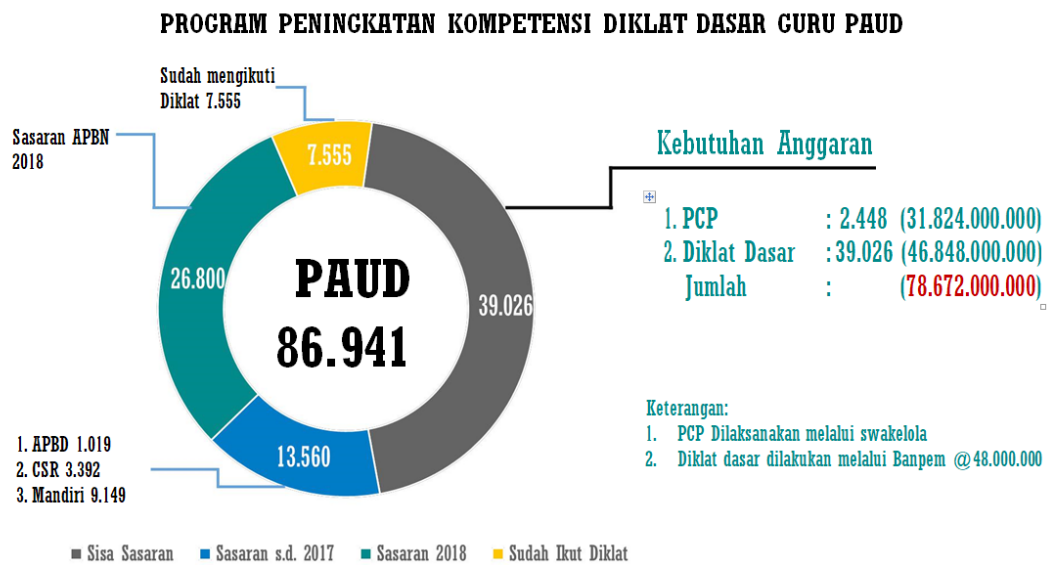 PROGRAM PENINGKATAN KOMPETENSI DIKLAT DASAR GURU PAUD
Sudah mengikuti
Diklat 7.555
Sasaran APBN
2018
7.555
26.800
39.026
13.560
PAUD
86.941
1. APBD 1.019
2. CSR 3.392
3. Mandiri 9.149
Kebutuhan Anggaran
1. PCP : 2.448 (31.824.000.000)
2. Diklat Dasar : 39.026 (46.848.000.000)
Jumlah : (78.672.000.000)
Keterangan:
1. PCP Dilaksanakan melalui swakelola
2. Diklat dasar dilakukan melalui Banpem @48.000.000
Sisa Sasaran Sasaran s.d. 2017 Sasaran 2018 Sudah Ikut Diklat